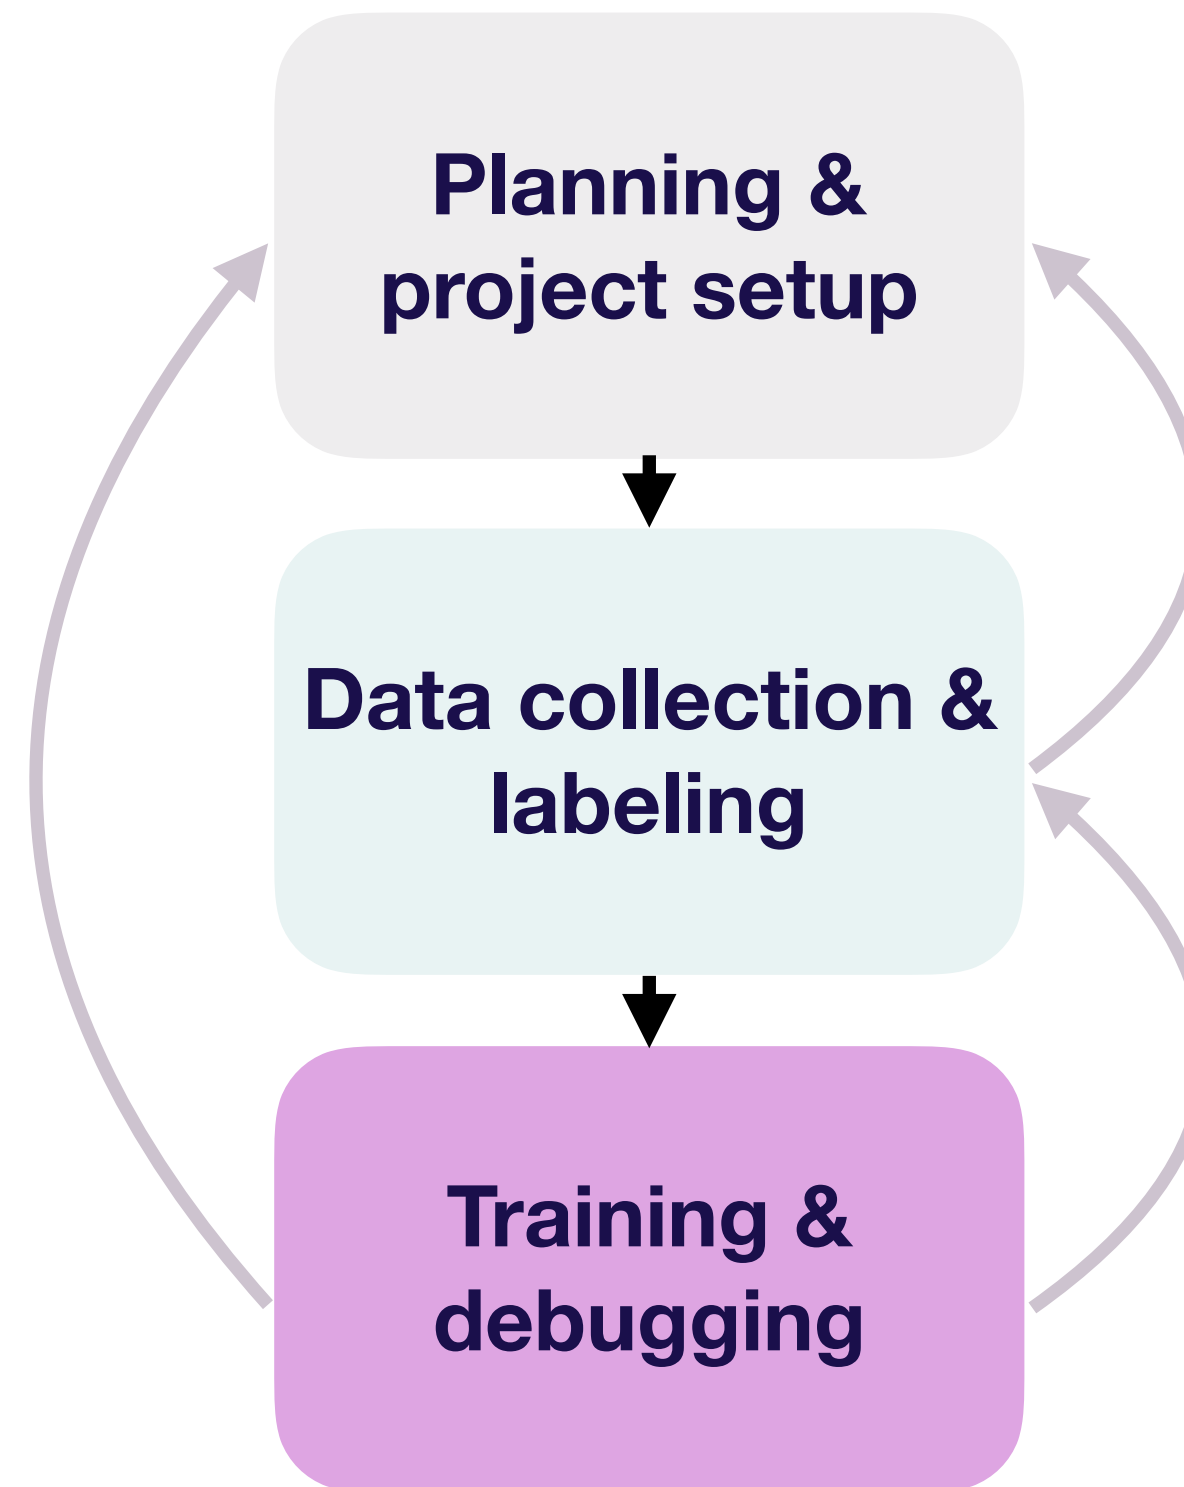 Planning &
project setup
Data collection &
labeling
Training &
debugging